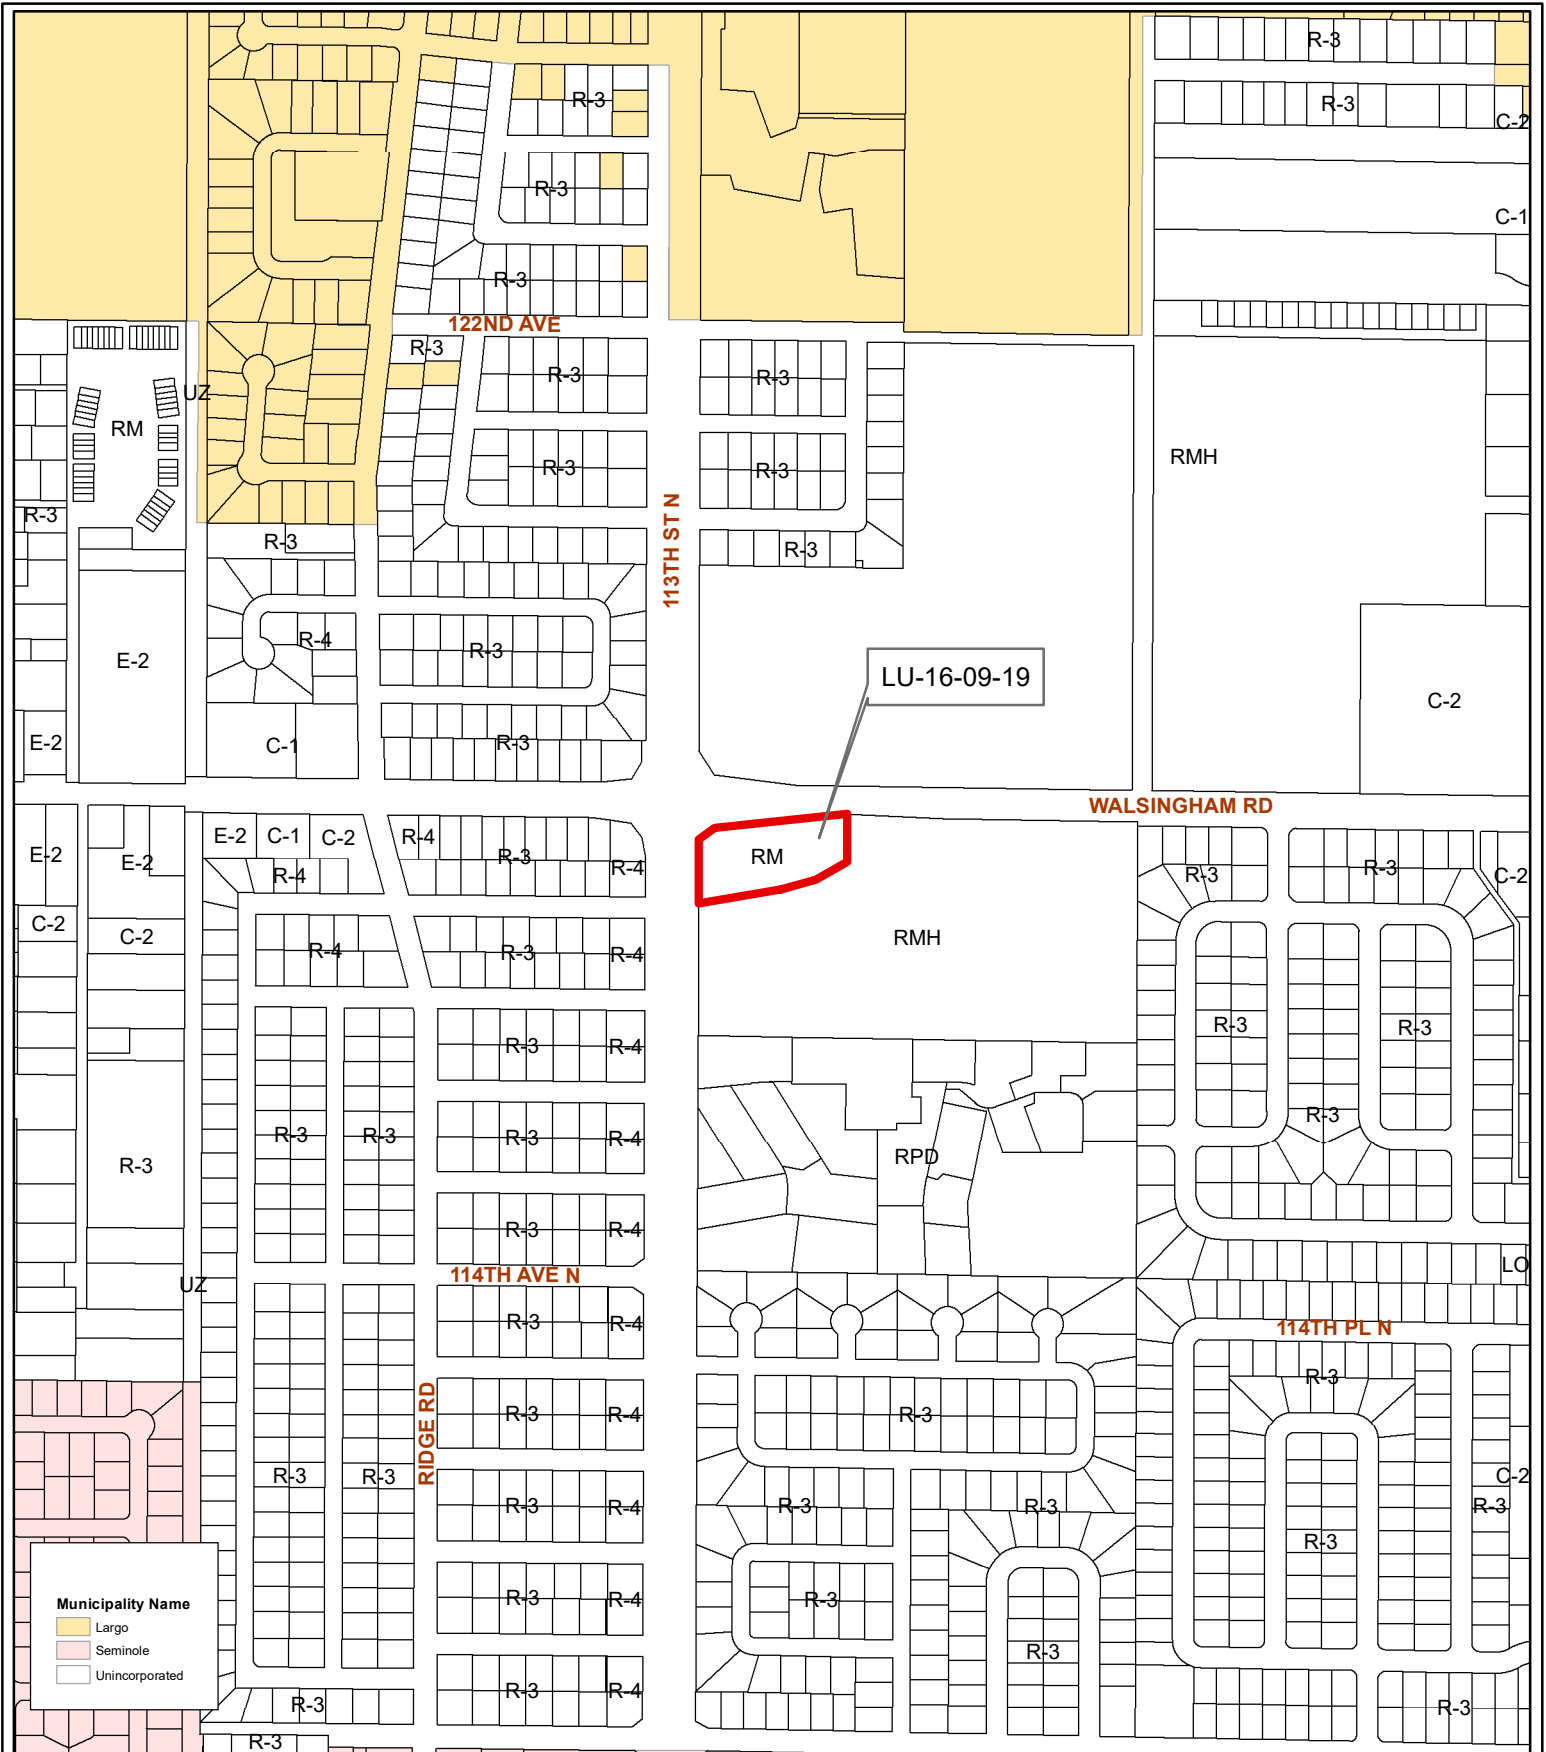 R-3
R-3
R-3
C-2
R-3
C-1
R-3
122ND AVE
R-3
R-3
R-3
UZ
RM
RMH
R-3
R-3
R-3
113TH ST N
R-3
R-3
R-4
R-3
E-2
LU-16-09-19
C-2
E-2
C-1
R-3
WALSINGHAM RD
E-2
C-1
C-2
R-4
E-2
E-2
R-3
R-4
RM
R-4
R-3
R-3
C-2
C-2
C-2
R-4
R-3
R-4
RMH
R-3
R-4
R-3
R-3
R-3
R-3
R-3
R-4
R-3
R-3
RPD
R-3
R-4
LO
UZ
114TH AVE N
R-3
R-4
114TH PL N
R-3
RIDGE RD
R-3
R-4
R-3
R-3
R-3
C-2
R-3
R-4
R-3
R-3
R-3
R-3
R-3
R-4
R-3
R-3
R-3
R-4
R-3
R-3
R-3
Municipality Name
Largo
Seminole
Unincorporated